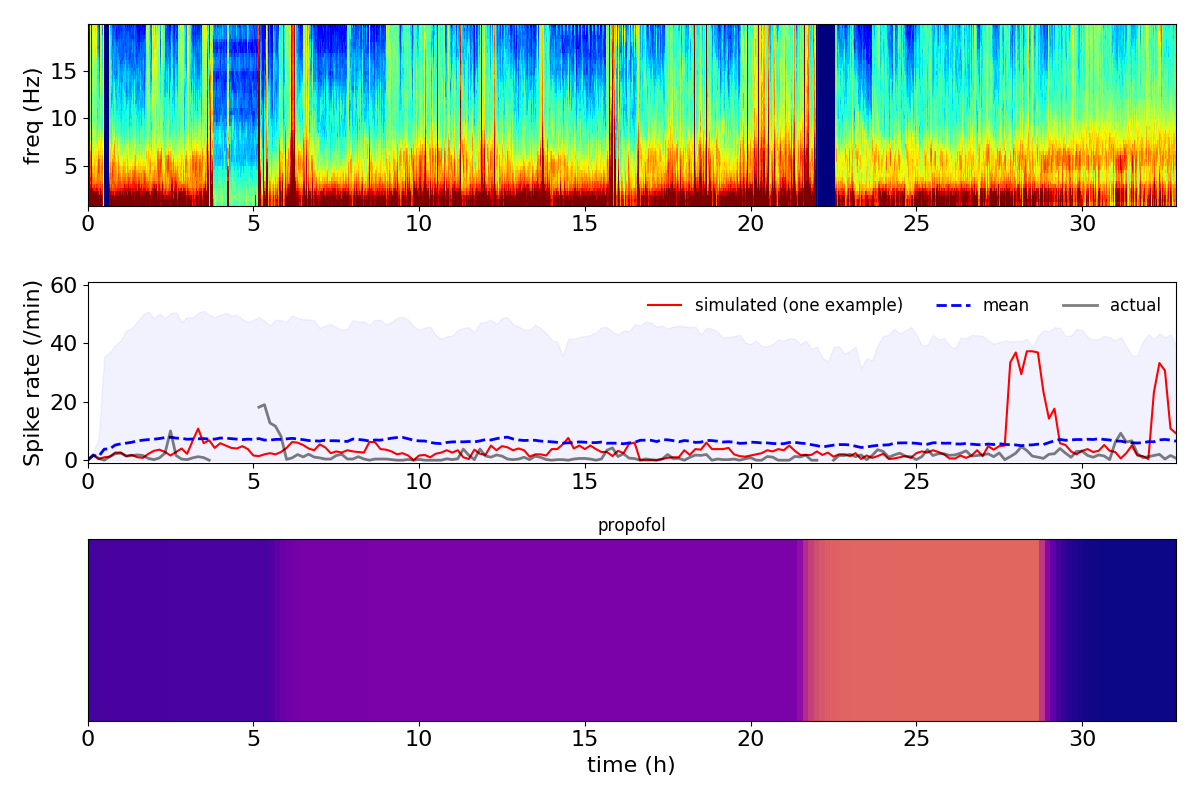 freq (Hz)
15
10
5
0 5 10 15 20 25 30
Spike rate (/min)
60
40
20
0
simulated (one example) mean actual
0 5 10 15 20 25 30
propofol
0 5 10 15 20 25 30
time (h)